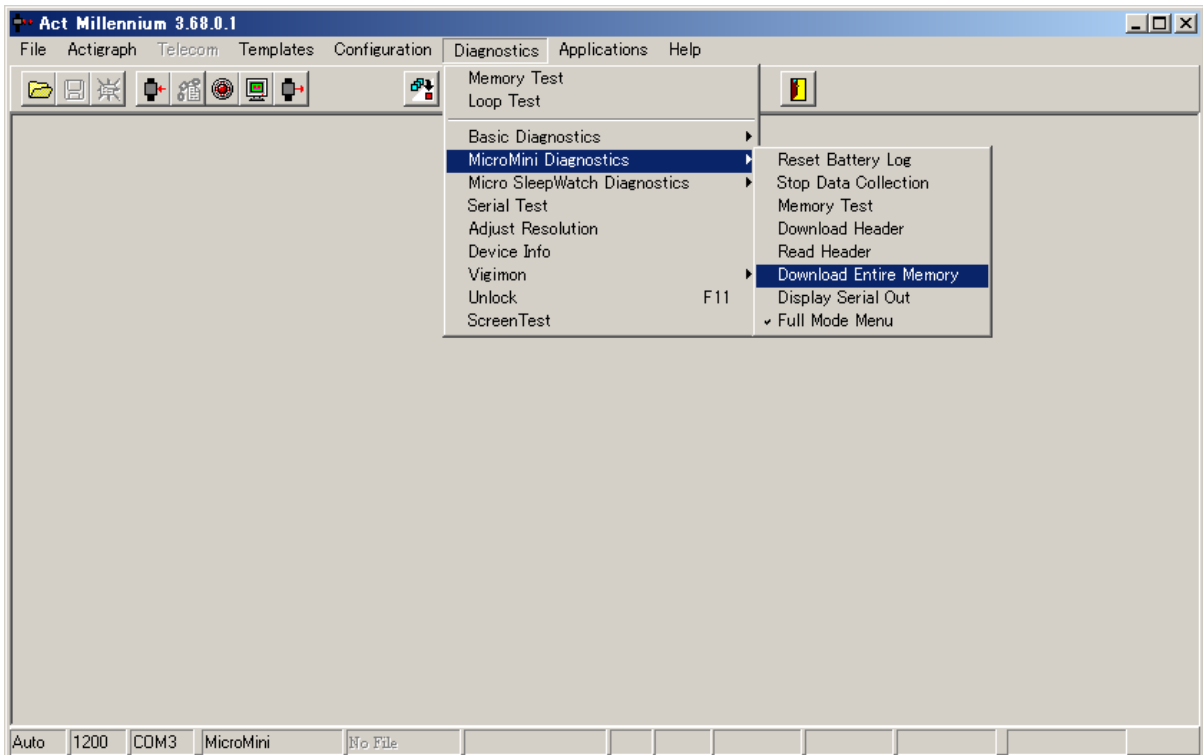 Act Millennium 3.68.0.1
File Actigraph Telecom Templates Configuration Diagnostics Applications Help
Memory Test
Loop Test
Basic Diagnostics
MicroMini Diagnostics
Micro SleepWatch Diagnostics
Serial Test
Adjust Resolution
Device Info
Vigimon
Unlock F11
ScreenTest
Reset Battery Log
Stop Data Collection
Memory Test
Download Header
Read Header
Download Entire Memory
Display Serial Out
Full Mode Menu
Auto 1200 COM3 MicroMini No File